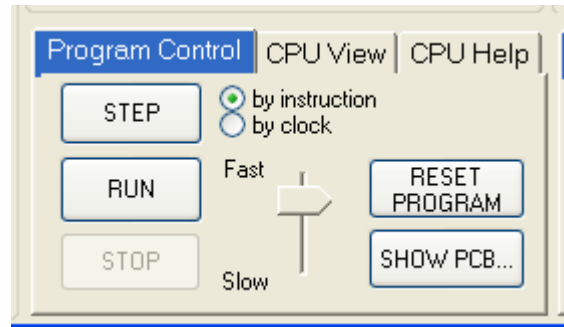 Program Control
CPU View
CPU Help
STEP
by instruction
by clock
RUN
Fast
RESET
PROGRAM
STOP
Slow
SHOW PCB...